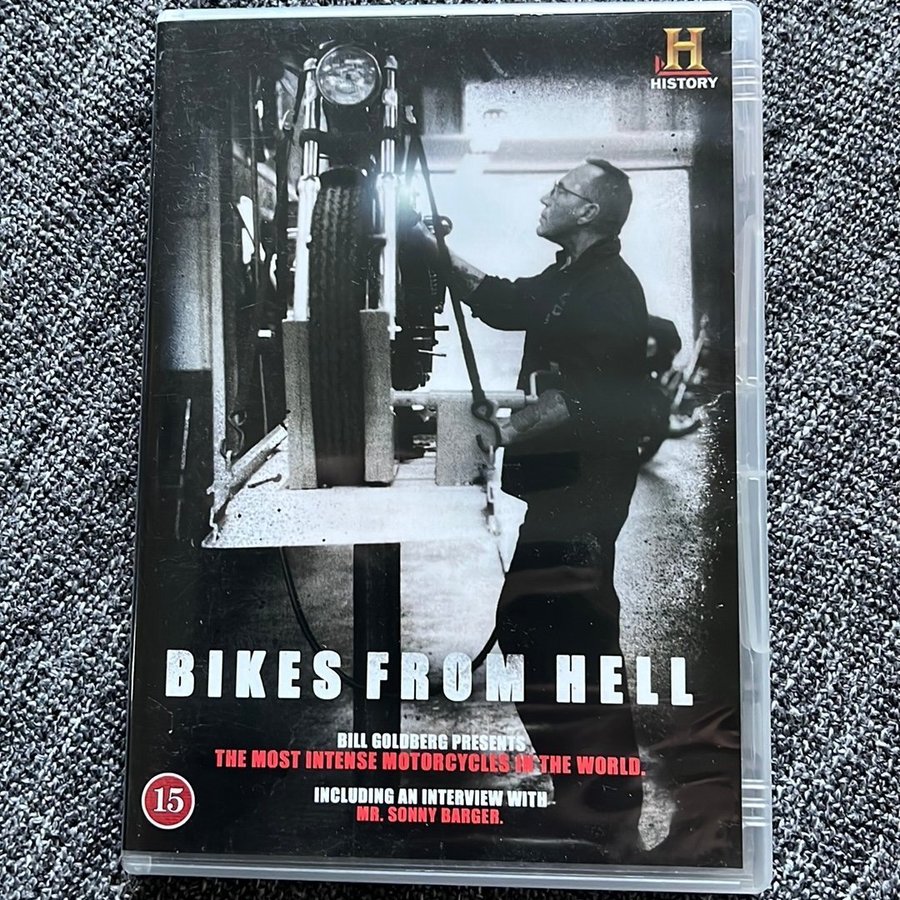 H
HISTORY
BIKES FROM HELL
BILL GOLDBERG PRESENTS
THE MOST INTENSE MOTORCYCLES IN THE WORLD.
INCLUDING AN INTERVIEW WITH
MR. SONNY BARGER.
15